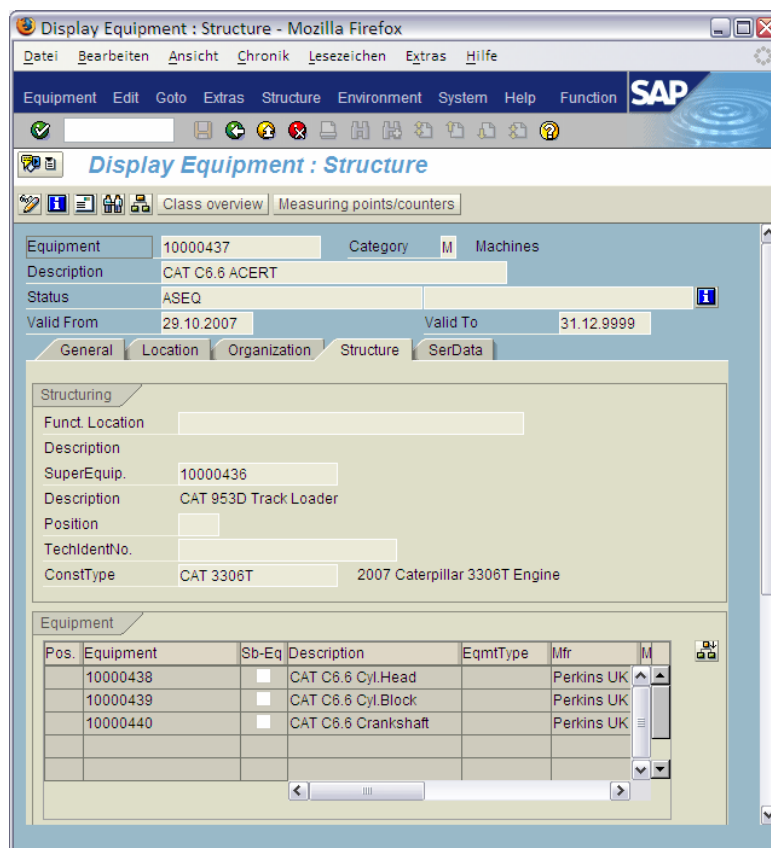 Display Equipment : Structure - Mozilla Firefox
Datei Bearbeiten Ansicht Chronik Lesezeichen Extras Hilfe
Equipment Edit Goto Extras Structure Environment System Help Function SAP
Display Equipment : Structure
Class overview Measuring points/counters
Equipment 10000437 Category M Machines
Description CAT C6.6 ACERT
Status ASEQ
Valid From 29.10.2007 Valid To 31.12.9999
General Location Organization Structure SerData
Structuring
Funct. Location
Description
SuperEquip. 10000436
Description CAT 953D Track Loader
Position
TechIdentNo.
ConstType CAT 3306T 2007 Caterpillar 3306T Engine
Equipment
Pos. Equipment Sb-Eq Description EqmtType Mfr M
10000438 CAT C6.6 Cyl.Head Perkins UK
10000439 CAT C6.6 Cyl.Block Perkins UK
10000440 CAT C6.6 Crankshaft Perkins UK